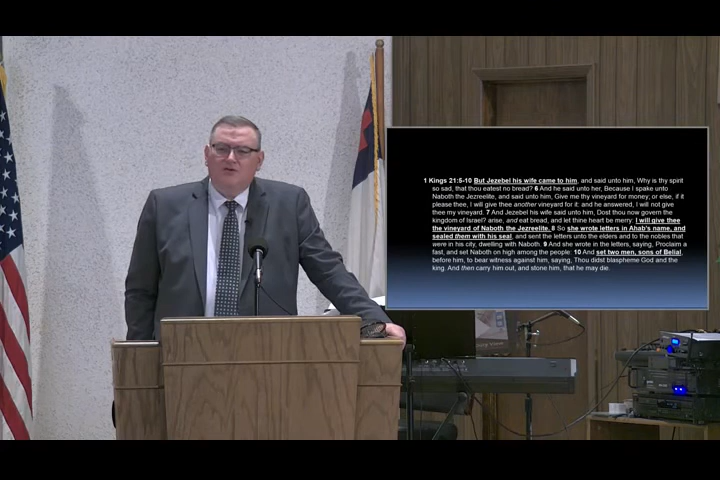 1 Kings 21:5-10 But Jezebel his wife came to him, and said unto him, Why is thy spirit
so sad, that thou eatest no bread? 6 And he said unto her, Because I spake unto
Naboth the Jezreelite, and said unto him, Give me thy vineyard for money; or else, if it
please thee, I will give thee another vineyard for it: and he answered, I will not give
thee my vineyard. 7 And Jezebel his wife said unto him, Dost thou now govern the
kingdom of Israel? arise, and eat bread, and let thine heart be merry: I will give thee
the vineyard of Naboth the Jezreelite. 8 So she wrote letters in Ahab's name, and
sealed them with his seal, and sent the letters unto the elders and to the nobles that
were in his city, dwelling with Naboth. 9 And she wrote in the letters, saying, Proclaim a
fast, and set Naboth on high among the people: 10 And set two men, sons of Belial,
before him, to bear witness against him, saying, Thou didst blaspheme God and the
king. And then carry him out, and stone him, that he may die.